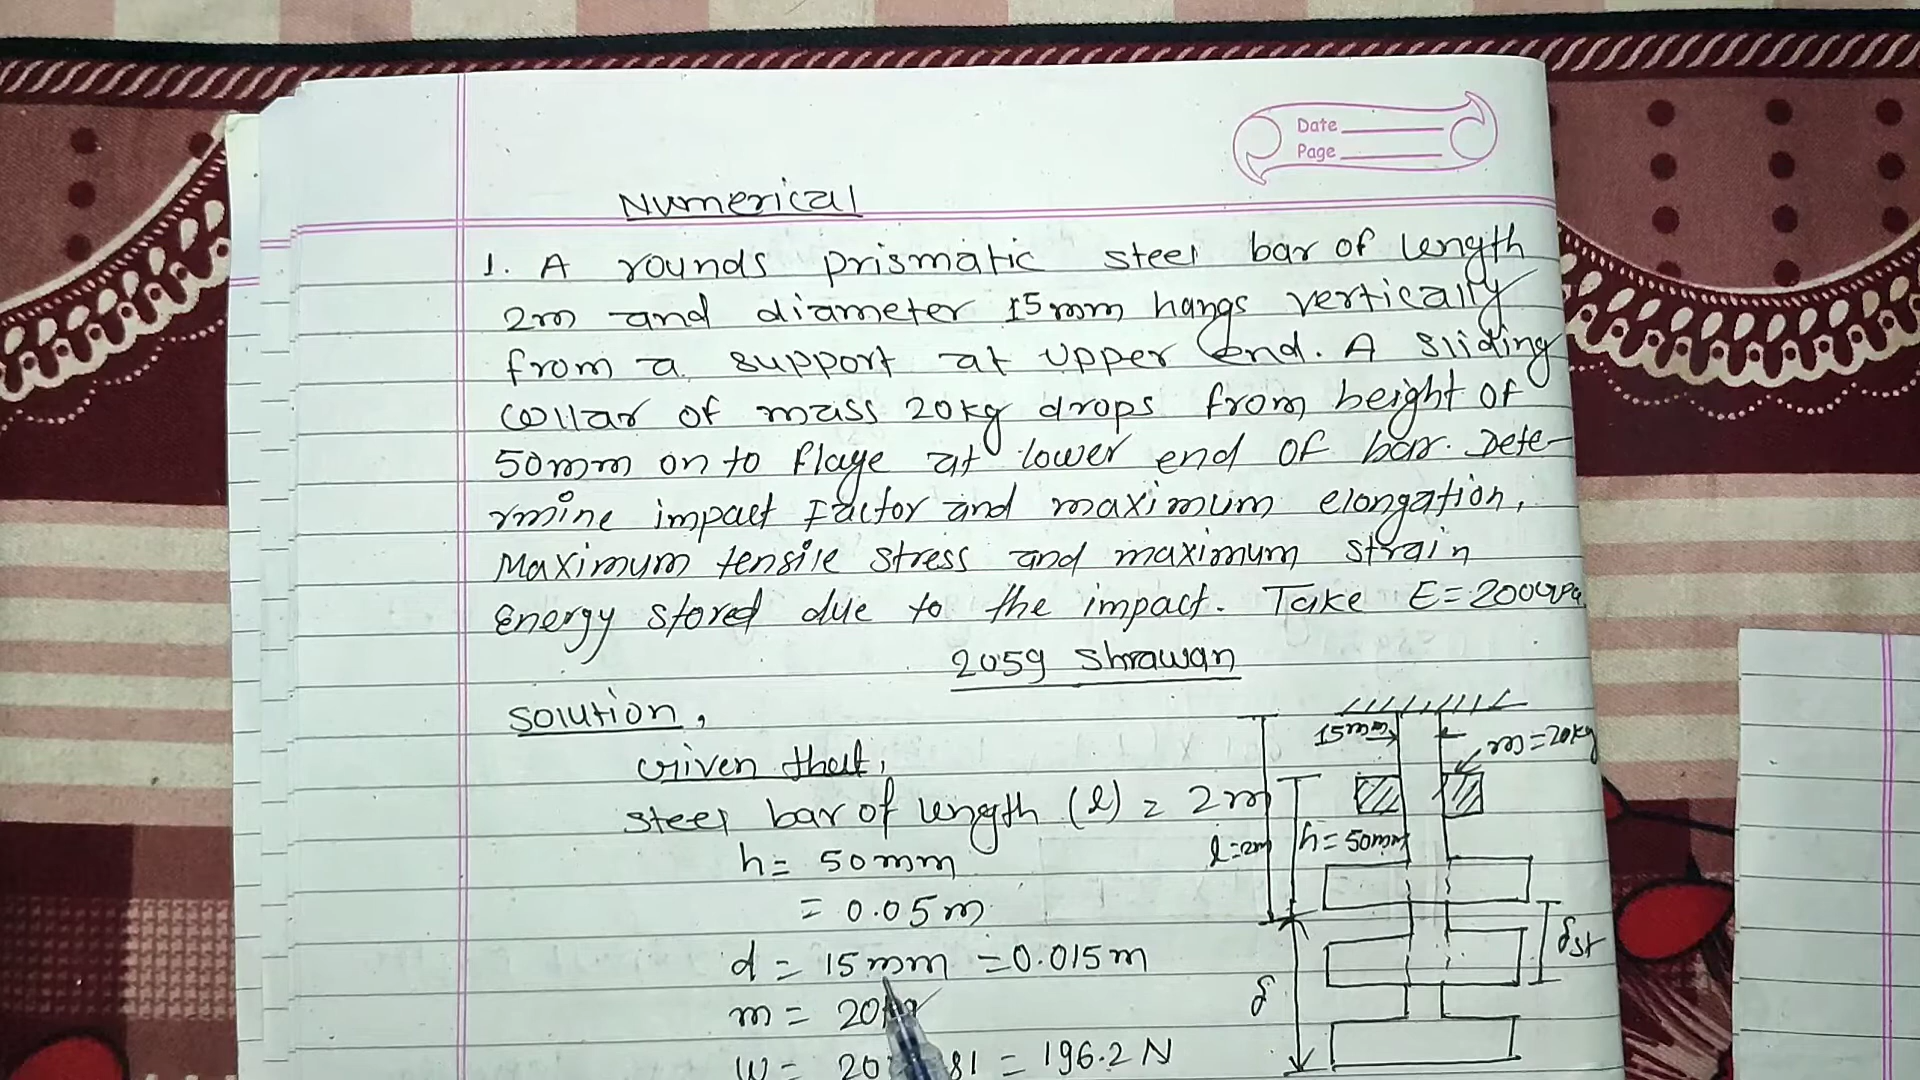 Date
Page
Numerical
1. A rounds prismatic steel bar of length
2m and diameter 15mm hangs vertically
from a support at upper end. A sliding
collar of mass 20kg drops from height of
50mm on to flage at lower end of bar. Dete-
rmine impact Factor and maximum elongation,
Maximum tensile stress and maximum strain
energy stored due to the impact. Take E=200GPa
2059 Shrawan
Solution,
Given that,
steel bar of length (l) = 2m
h= 50mm
= 0.05m
d = 15mm = 0.015m
m = 20kg
W = 20 81 = 196.2 N
15mm
m=20kg
l=2m
h=50mm
δst
δ